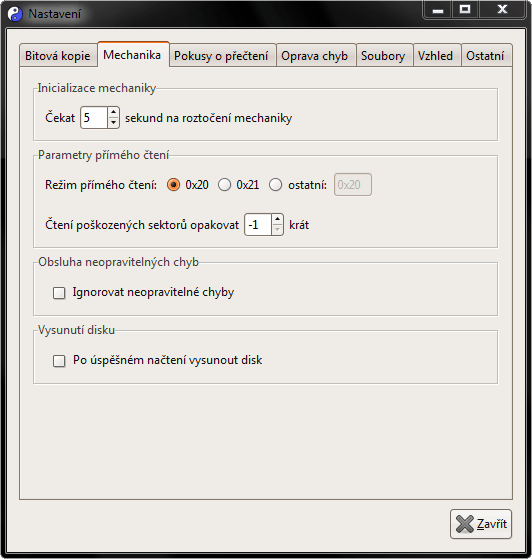 Nastavení
Bitová kopie Mechanika Pokusy o přečtení Oprava chyb Soubory Vzhled Ostatní
Inicializace mechaniky
Čekat 5 sekund na roztočení mechaniky
Parametry přímého čtení
Režim přímého čtení: 0x20 0x21 ostatní: 0x20
Čtení poškozených sektorů opakovat -1 krát
Obsluha neopravitelných chyb
Ignorovat neopravitelné chyby
Vysunutí disku
Po úspěšném načtení vysunout disk
Zavřít